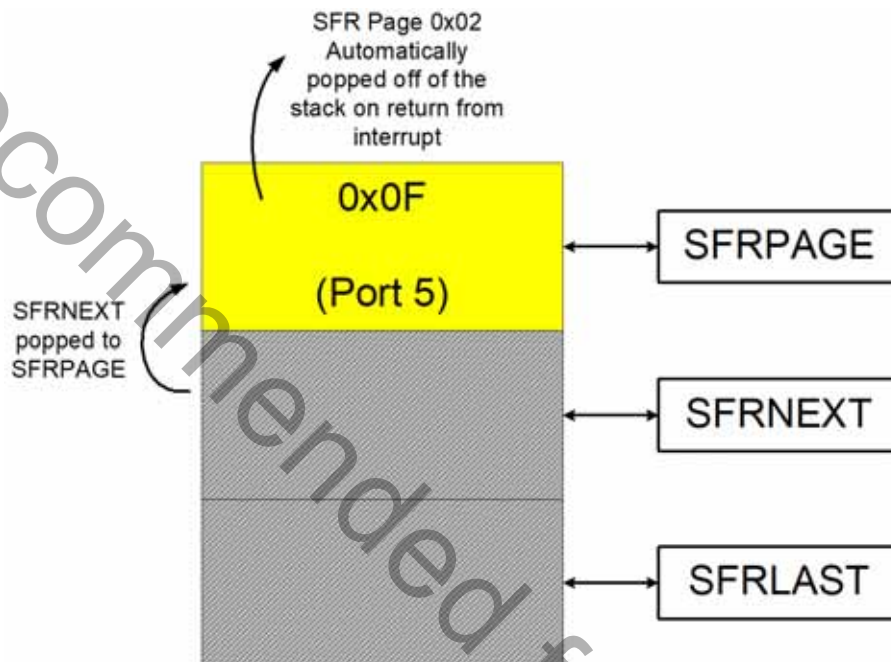 SFR Page 0x02
Automatically
popped off of the
stack on return from
interrupt
0x0F
(Port 5)
SFRPAGE
SFRNEXT
popped to
SFRPAGE
SFRNEXT
SFRLAST
ecommended f